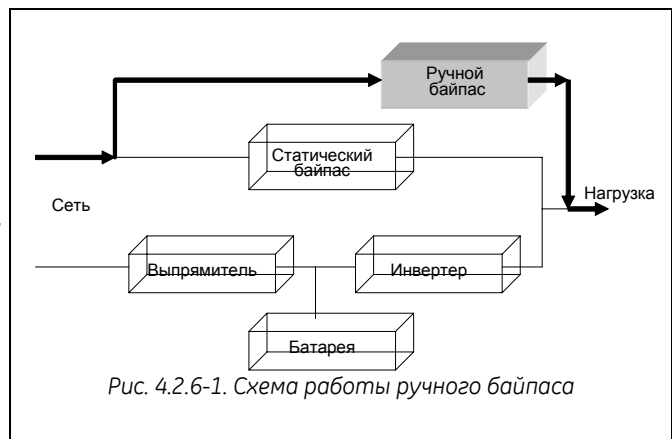 Ручной
байпас
Статический
байпас
Сеть
Нагрузка
Выпрямитель
Инвертер
Батарея
Рис. 4.2.6-1. Схема работы ручного байпаса